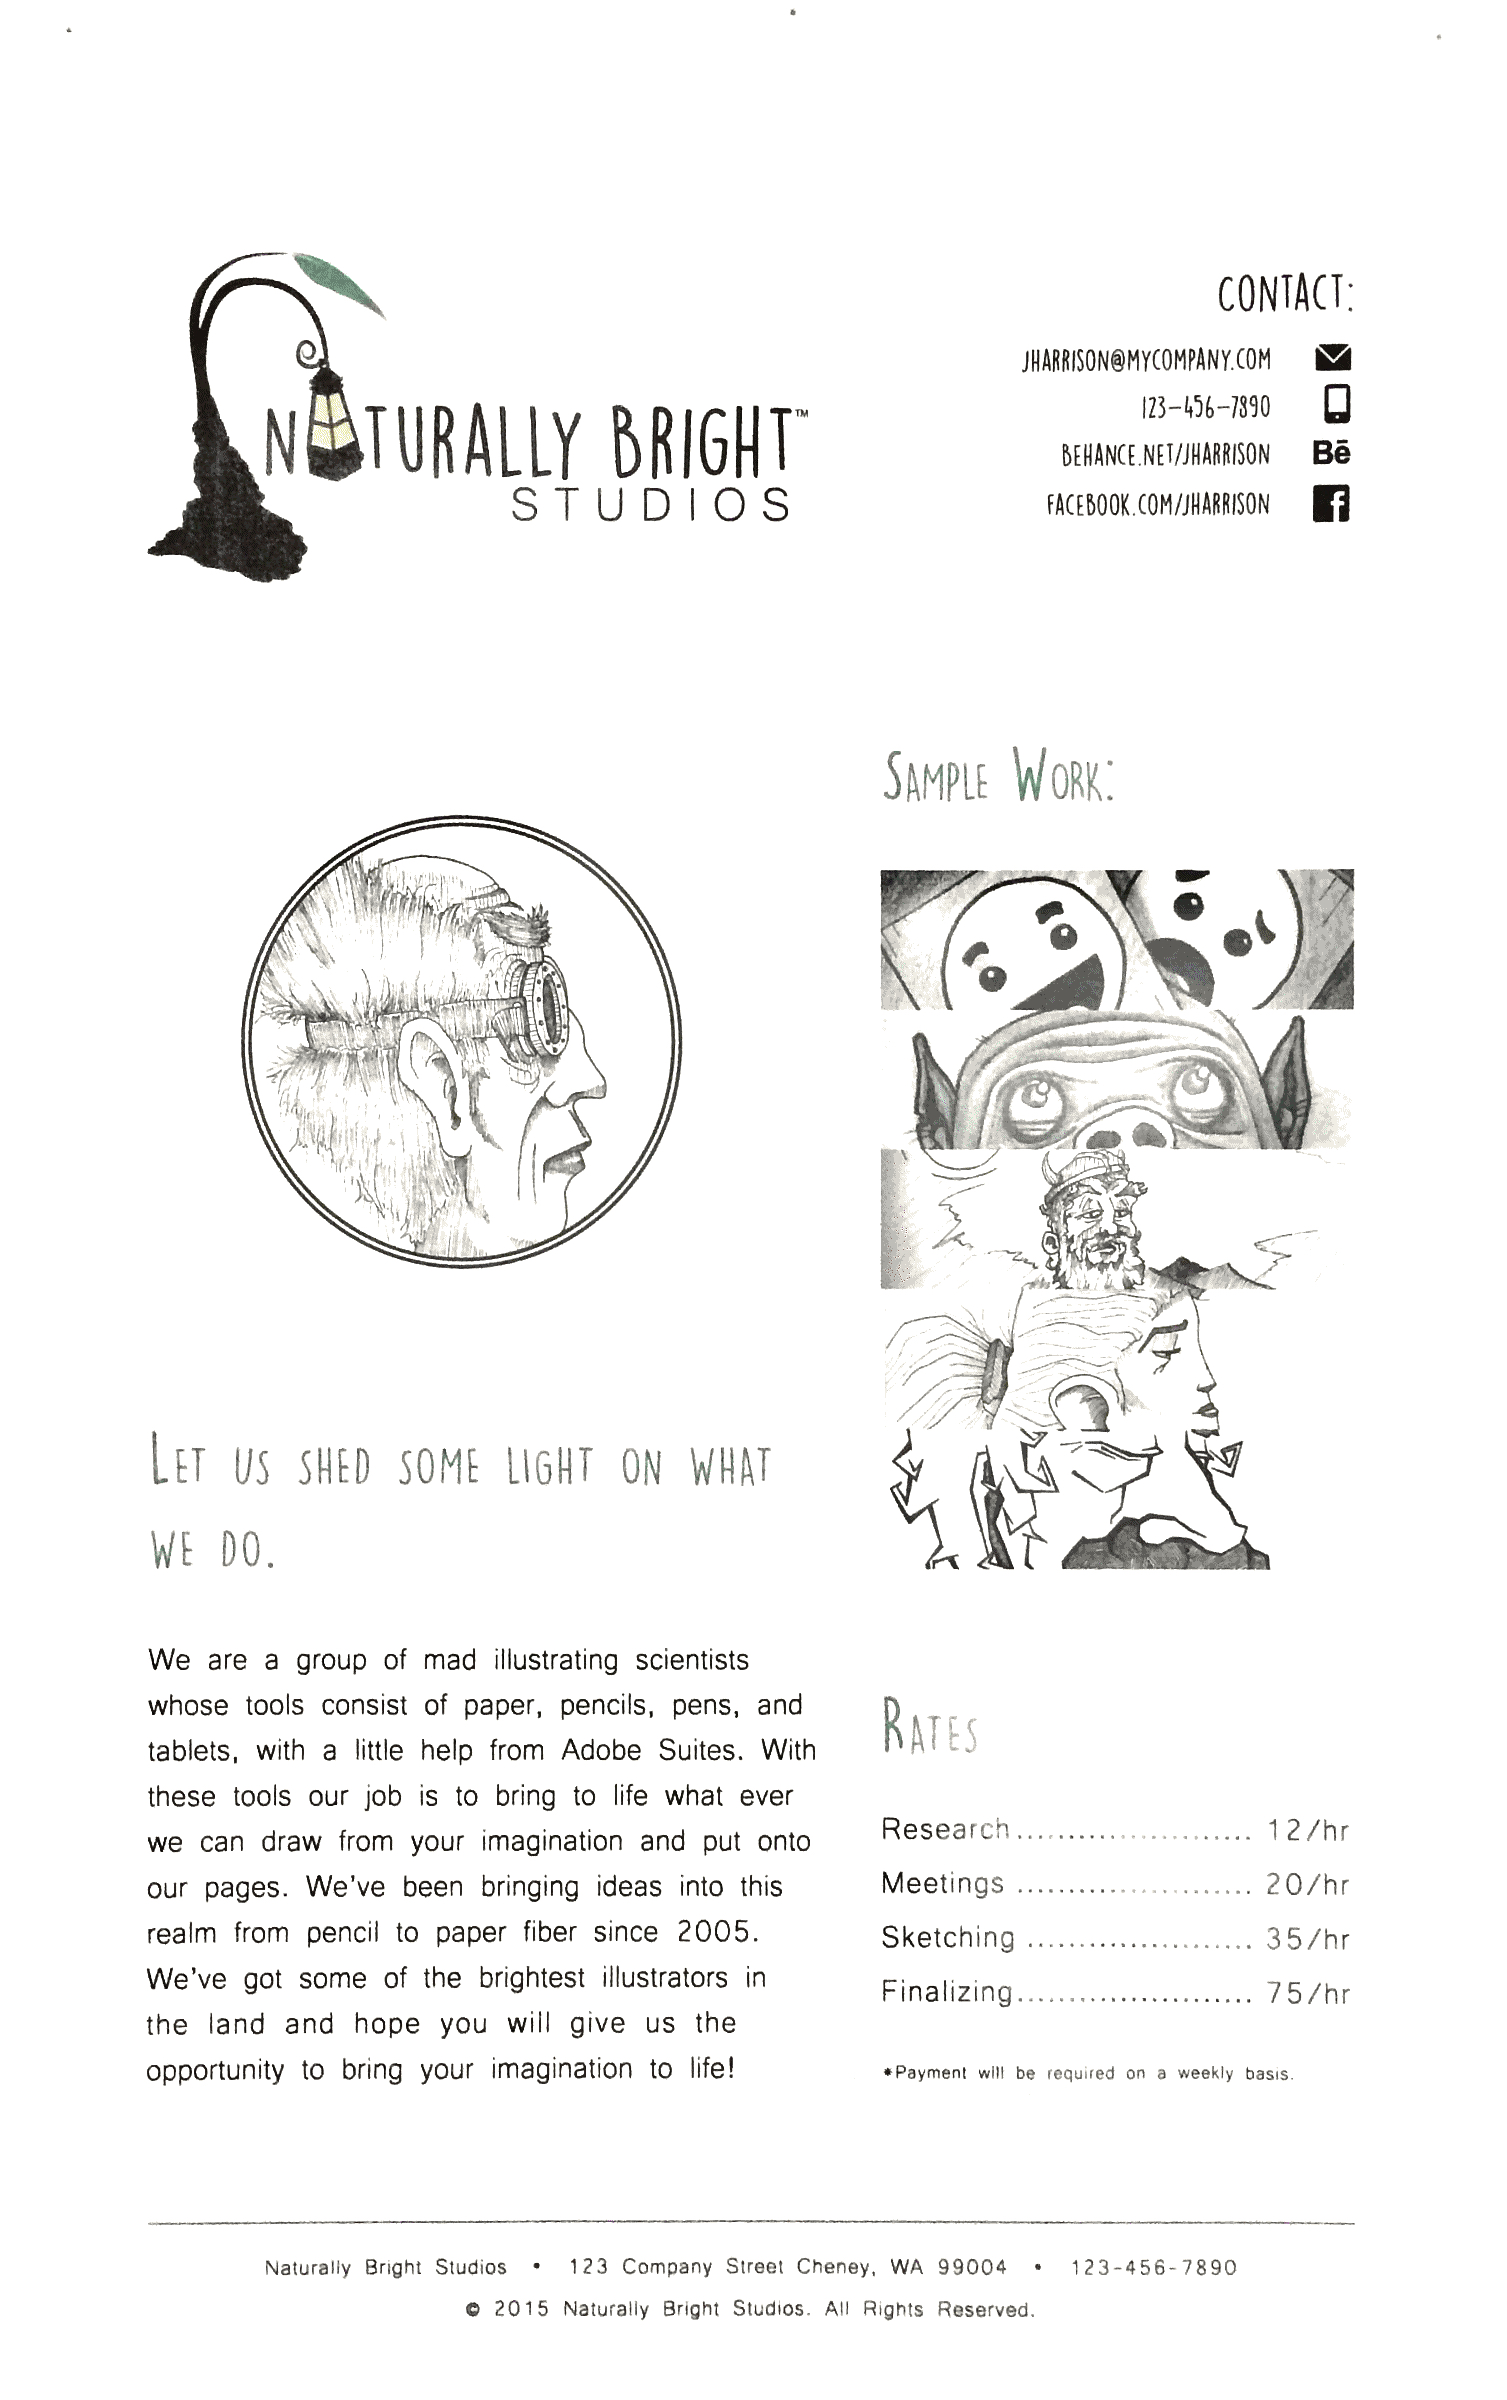 NATURALLY BRIGHT™
STUDIOS
CONTACT:
JHARRISON@MYCOMPANY.COM
123-456-7890
BEHANCE.NET/JHARRISON Bē
FACEBOOK.COM/JHARRISON f
SAMPLE WORK:
LET US SHED SOME LIGHT ON WHAT
WE DO.
We are a group of mad illustrating scientists
whose tools consist of paper, pencils, pens, and
tablets, with a little help from Adobe Suites. With
these tools our job is to bring to life what ever
we can draw from your imagination and put onto
our pages. We've been bringing ideas into this
realm from pencil to paper fiber since 2005.
We've got some of the brightest illustrators in
the land and hope you will give us the
opportunity to bring your imagination to life!
RATES
Research....................... 12/hr
Meetings ....................... 20/hr
Sketching ...................... 35/hr
Finalizing....................... 75/hr
*Payment will be required on a weekly basis.
Naturally Bright Studios • 123 Company Street Cheney, WA 99004 • 123-456-7890
© 2015 Naturally Bright Studios. All Rights Reserved.